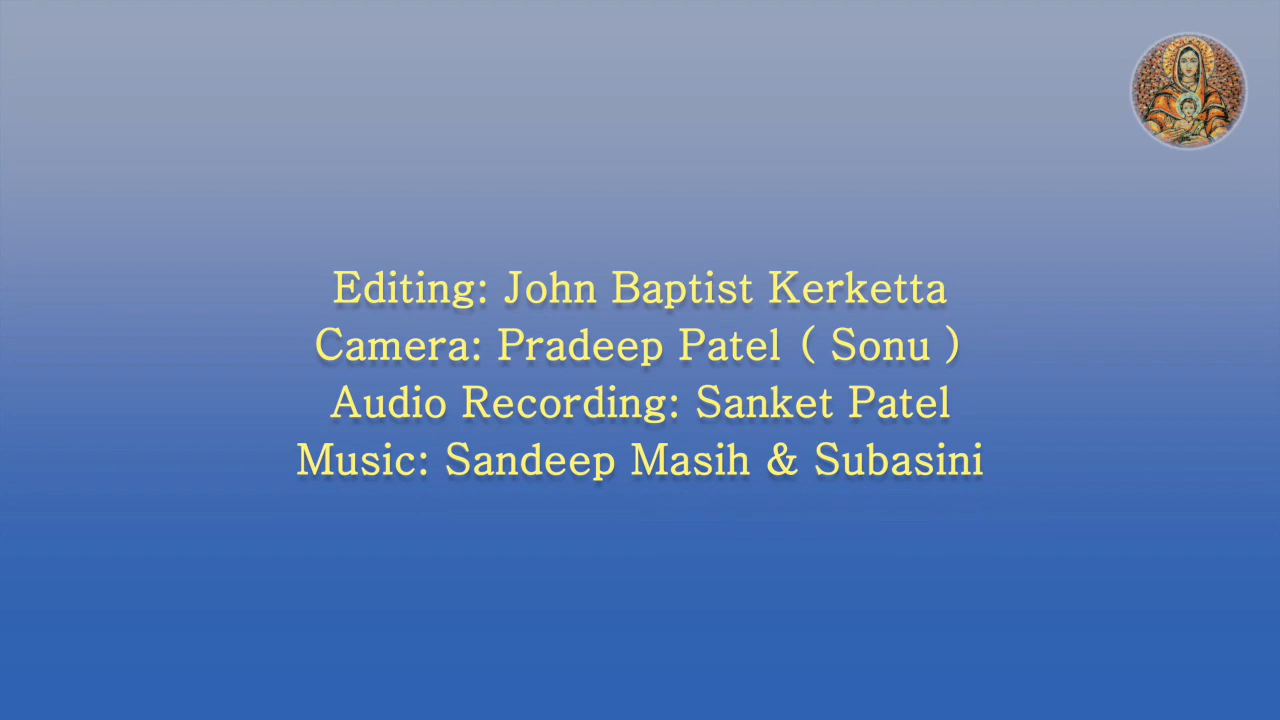 Editing: John Baptist Kerketta
Camera: Pradeep Patel ( Sonu )
Audio Recording: Sanket Patel
Music: Sandeep Masih & Subasini